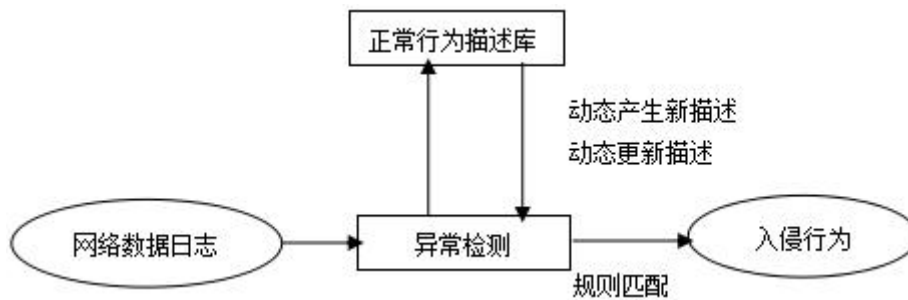 正常行为描述库
动态产生新描述
动态更新描述
网络数据日志
异常检测
入侵行为
规则匹配